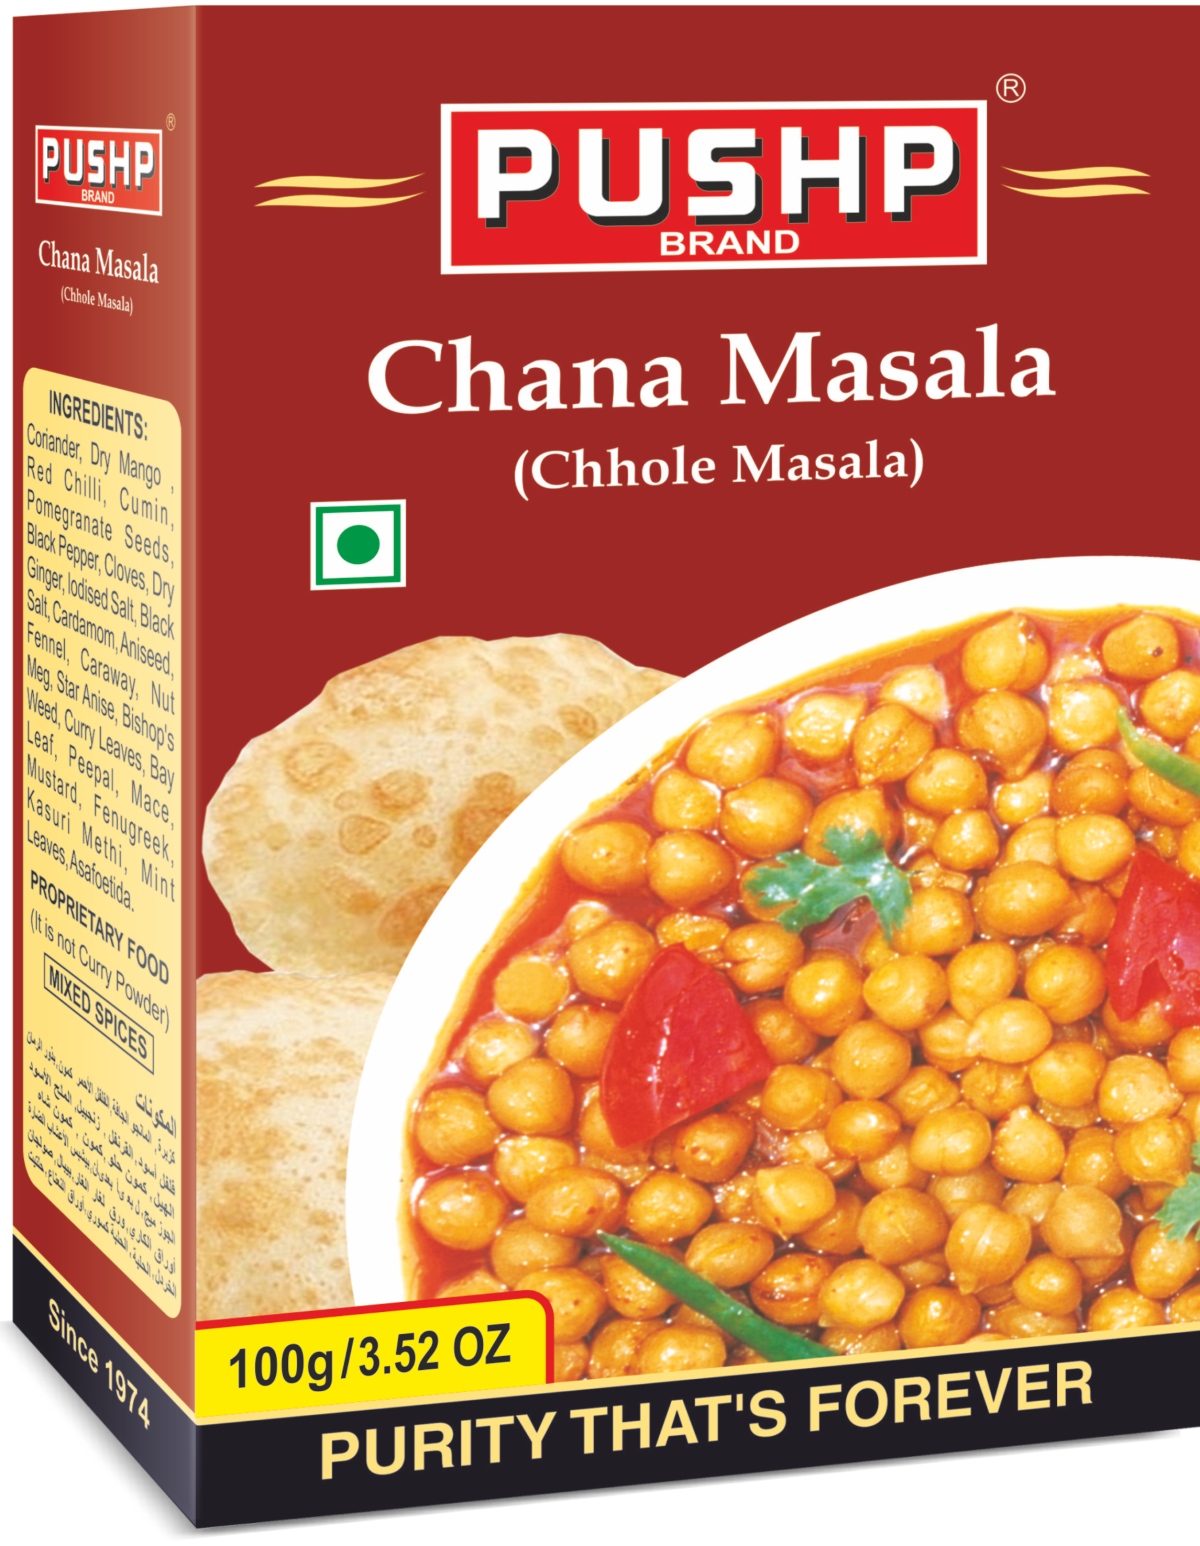 PUSHP
BRAND
®
Chana Masala
(Chhole Masala)
INGREDIENTS:
Coriander, Dry Mango ,
Red Chilli, Cumin,
Pomegranate Seeds,
Black Pepper, Cloves, Dry
Ginger, Iodised Salt, Black
Salt, Cardamom, Aniseed,
Fennel, Caraway, Nut
Meg, Star Anise, Bishop's
Weed, Curry Leaves, Bay
Leaf, Peepal, Mace,
Mustard, Fenugreek,
Kasuri Methi, Mint
Leaves, Asafoetida.
PROPRIETARY FOOD
(It is not Curry Powder)
MIXED SPICES
المكونات
Since 1974
®
PUSHP
BRAND
Chana Masala
(Chhole Masala)
100g/3.52 OZ
PURITY THAT'S FOREVER